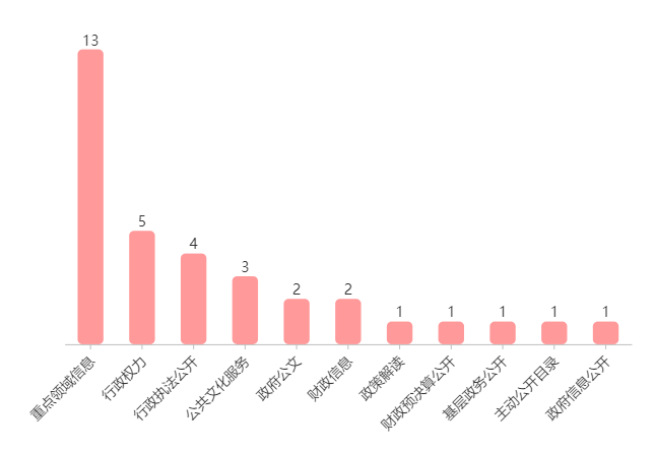 13
5
4
3
2
2
1
1
1
1
1
重点领域信息
行政权力
行政执法公开
公共文化服务
政府公文
财政信息
政策解读
财政预决算公开
基层政务公开
主动公开目录
政府信息公开